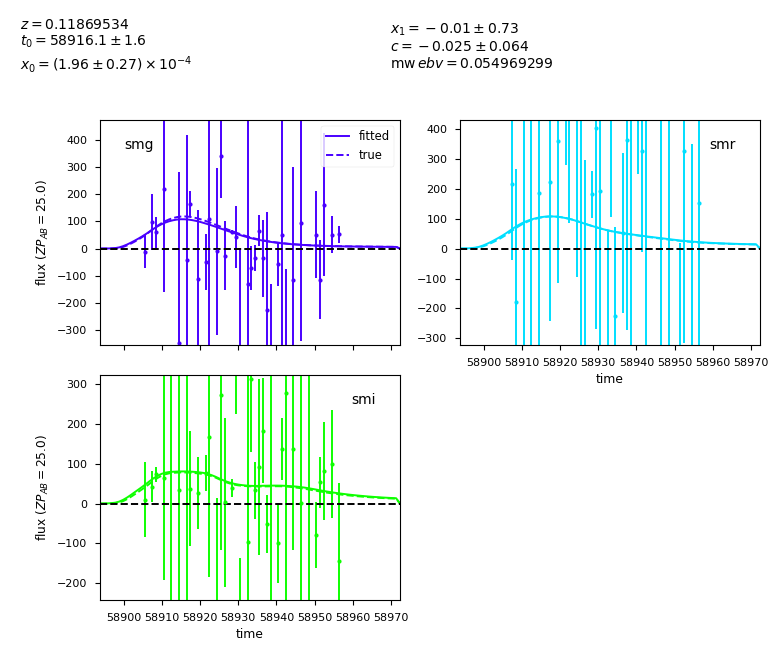 z = 0.11869534
t₀ = 58916.1 ± 1.6
x₀ = (1.96 ± 0.27) × 10⁻⁴
x₁ = −0.01 ± 0.73
c = −0.025 ± 0.064
mw ebv = 0.054969299
smg
fitted
true
400
300
200
100
0
−100
−200
−300
flux (ZP_AB = 25.0)
smr
400
300
200
100
0
−100
−200
−300
58900 58910 58920 58930 58940 58950 58960 58970
time
smi
300
200
100
0
−100
−200
flux (ZP_AB = 25.0)
58900 58910 58920 58930 58940 58950 58960 58970
time